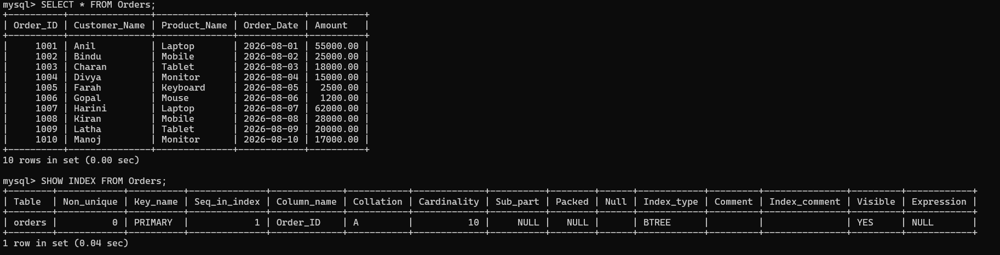 mysql> SELECT * FROM Orders;
+----------+---------------+--------------+------------+----------+
| Order_ID | Customer_Name | Product_Name | Order_Date | Amount   |
+----------+---------------+--------------+------------+----------+
|     1001 | Anil          | Laptop       | 2026-08-01 | 55000.00 |
|     1002 | Bindu         | Mobile       | 2026-08-02 | 25000.00 |
|     1003 | Charan        | Tablet       | 2026-08-03 | 18000.00 |
|     1004 | Divya         | Monitor      | 2026-08-04 | 15000.00 |
|     1005 | Farah         | Keyboard     | 2026-08-05 |  2500.00 |
|     1006 | Gopal         | Mouse        | 2026-08-06 |  1200.00 |
|     1007 | Harini        | Laptop       | 2026-08-07 | 62000.00 |
|     1008 | Kiran         | Mobile       | 2026-08-08 | 28000.00 |
|     1009 | Latha         | Tablet       | 2026-08-09 | 20000.00 |
|     1010 | Manoj         | Monitor      | 2026-08-10 | 17000.00 |
+----------+---------------+--------------+------------+----------+
10 rows in set (0.00 sec)

mysql> SHOW INDEX FROM Orders;
+--------+------------+----------+--------------+-------------+-----------+-------------+----------+--------+------+------------+---------+---------------+---------+------------+
| Table  | Non_unique | Key_name | Seq_in_index | Column_name | Collation | Cardinality | Sub_part | Packed | Null | Index_type | Comment | Index_comment | Visible | Expression |
+--------+------------+----------+--------------+-------------+-----------+-------------+----------+--------+------+------------+---------+---------------+---------+------------+
| orders |          0 | PRIMARY  |            1 | Order_ID    | A         |          10 |     NULL |   NULL |      | BTREE      |         |               | YES     | NULL       |
+--------+------------+----------+--------------+-------------+-----------+-------------+----------+--------+------+------------+---------+---------------+---------+------------+
1 row in set (0.04 sec)